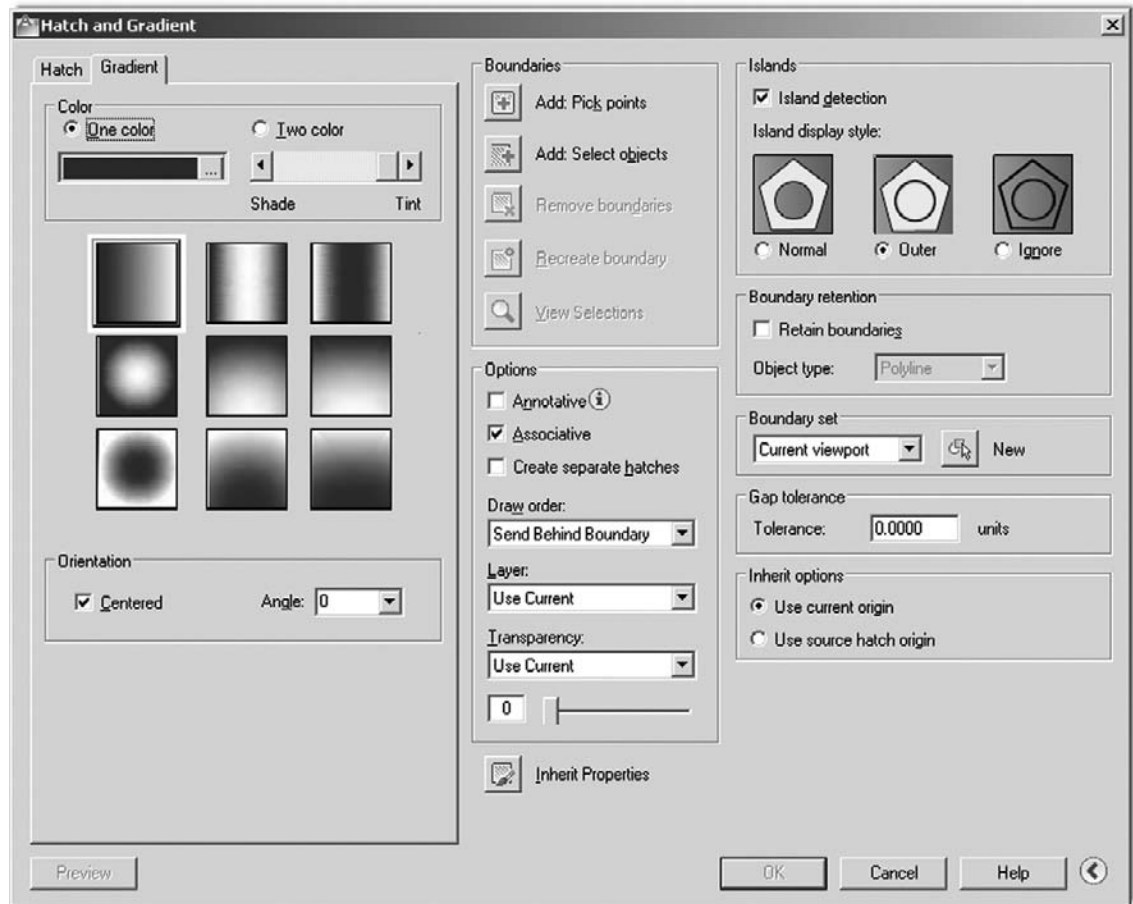 Hatch and Gradient
Hatch
Gradient
Color
One color
Two color
...
Shade
Tint
Orientation
Centered
Angle:
0
Preview
Boundaries
Add: Pick points
Add: Select objects
Remove boundaries
Recreate boundary
View Selections
Options
Annotative
Associative
Create separate hatches
Draw order:
Send Behind Boundary
Layer:
Use Current
Transparency:
Use Current
0
Inherit Properties
Islands
Island detection
Island display style:
Normal
Outer
Ignore
Boundary retention
Retain boundaries
Object type:
Polyline
Boundary set
Current viewport
New
Gap tolerance
Tolerance:
0.0000
units
Inherit options
Use current origin
Use source hatch origin
OK
Cancel
Help